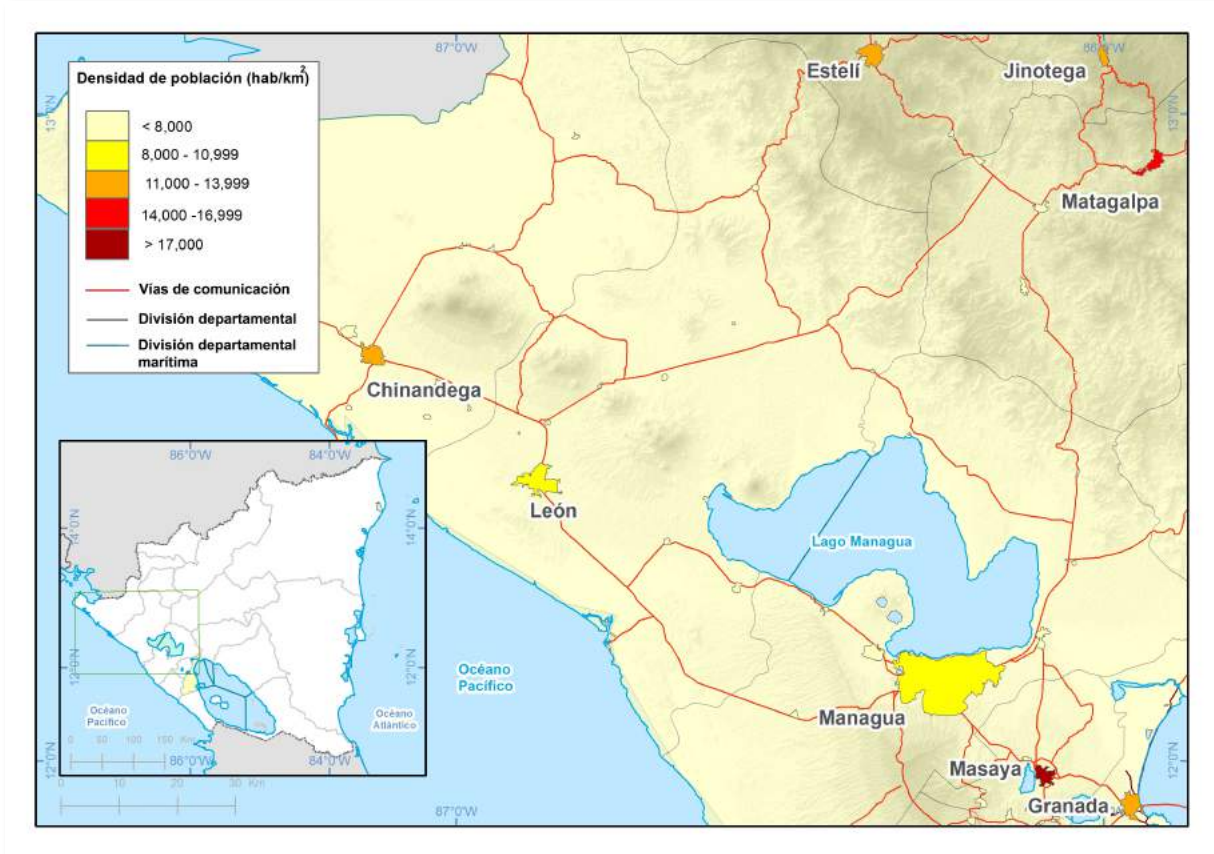 87°0'W
86°0'W
13°0'N
13°0'N
Densidad de población (hab/km²)
< 8,000
8,000 - 10,999
11,000 - 13,999
14,000 -16,999
> 17,000
Vías de comunicación
División departamental
División departamental
marítima
Estelí
Jinotega
Matagalpa
Chinandega
León
Lago Managua
Océano
Pacífico
Managua
Masaya
Granada
12°0'N
12°0'N
87°0'W
86°0'W
84°0'W
14°0'N
14°0'N
12°0'N
12°0'N
Océano
Pacífico
Océano
Atlántico
0 50 100 150 Km
86°0'W
84°0'W
0 10 20 30 Km